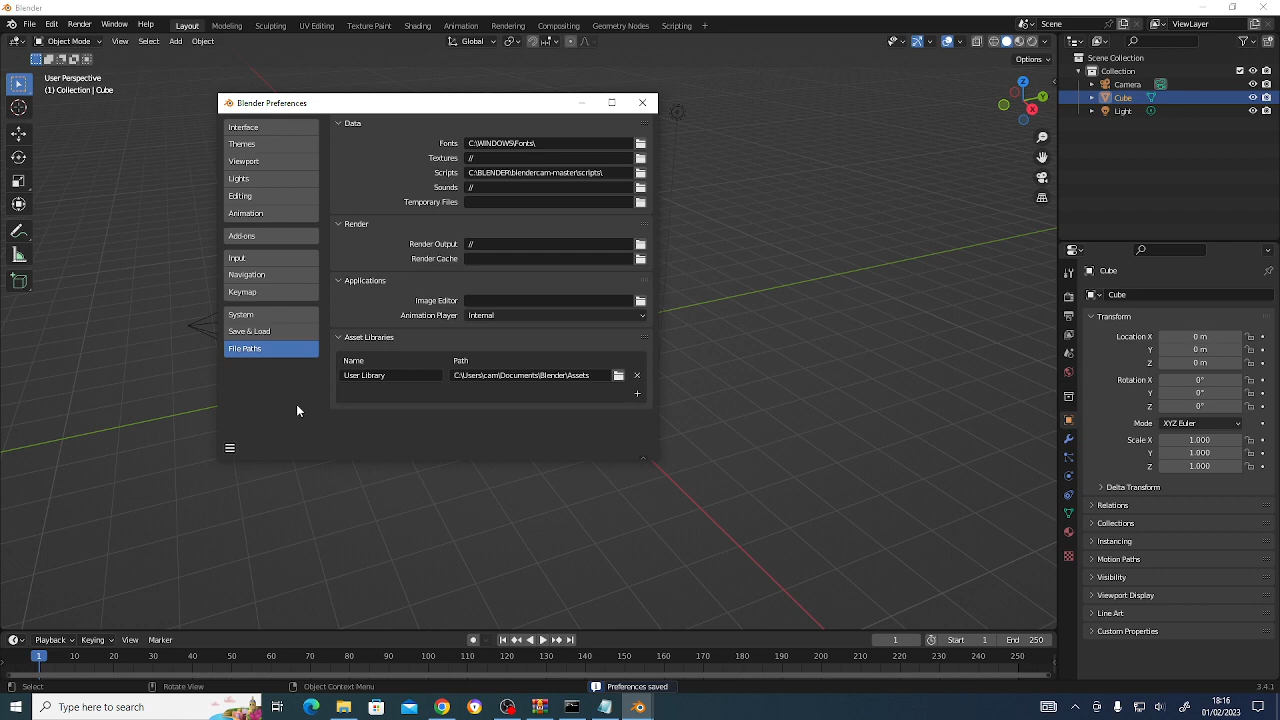 Blender
File Edit Render Window Help Layout Modeling Sculpting UV Editing Texture Paint Shading Animation Rendering Compositing Geometry Nodes Scripting + Scene ViewLayer
Object Mode View Select Add Object Global
Options
User Perspective
(1) Collection | Cube
Z
Y
X
Scene Collection
Collection
Camera
Cube
Light
Blender Preferences
Interface
Themes
Viewport
Lights
Editing
Animation
Add-ons
Input
Navigation
Keymap
System
Save & Load
File Paths
Data
Fonts C:\WINDOWS\Fonts\
Textures //
Scripts C:\BLENDER\blendercam-master\scripts\
Sounds //
Temporary Files
Render
Render Output //
Render Cache
Applications
Image Editor
Animation Player Internal
Asset Libraries
Name Path
User Library C:\Users\cam\Documents\Blender\Assets
Cube
Cube
Transform
Location X 0 m
Y 0 m
Z 0 m
Rotation X 0°
Y 0°
Z 0°
Mode XYZ Euler
Scale X 1.000
Y 1.000
Z 1.000
Delta Transform
Relations
Collections
Instancing
Motion Paths
Visibility
Viewport Display
Line Art
Custom Properties
Playback Keying View Marker 1 Start 1 End 250
1 10 20 30 40 50 60 70 80 90 100 110 120 130 140 150 160 170 180 190 200 210 220 230 240 250
Select Rotate View Object Context Menu Preferences saved 3.4.1
Type here to search
18:16
01/02/2023